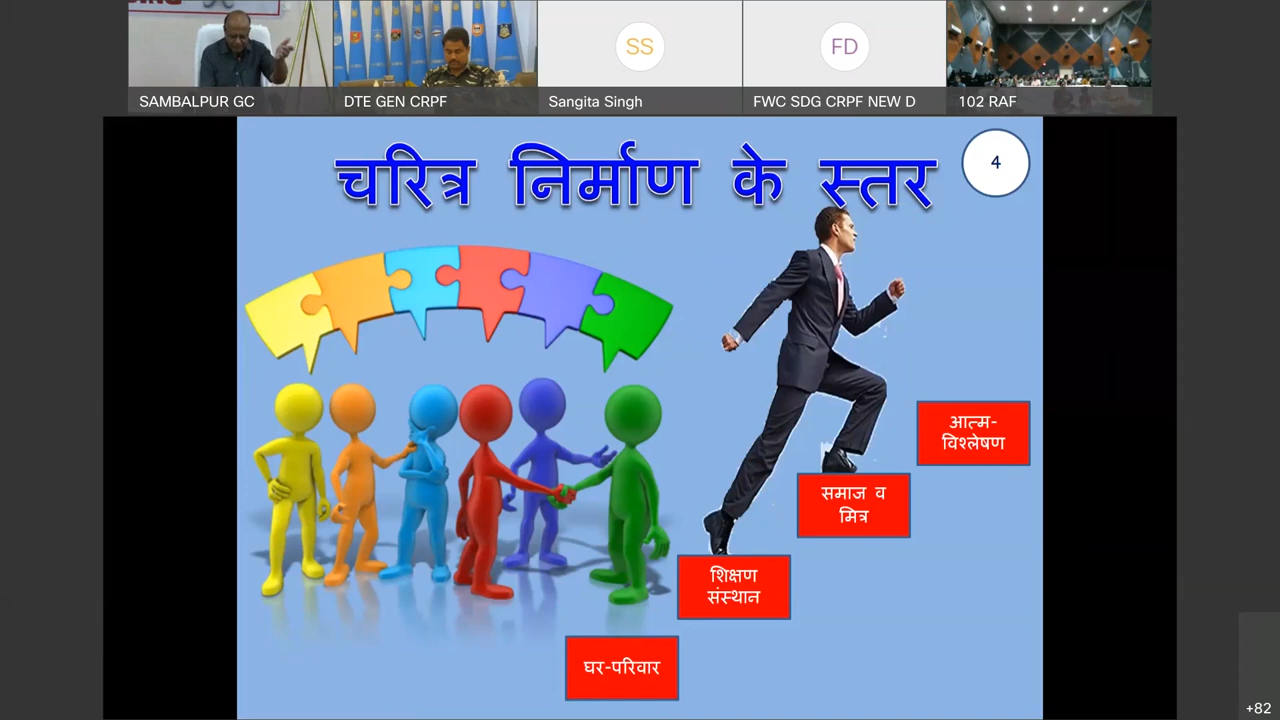 SAMBALPUR GC
DTE GEN CRPF
SS
Sangita Singh
FD
FWC SDG CRPF NEW D
102 RAF
चरित्र निर्माण के स्तर
4
आत्म-
विश्लेषण
समाज व
मित्र
शिक्षण
संस्थान
घर-परिवार
+82